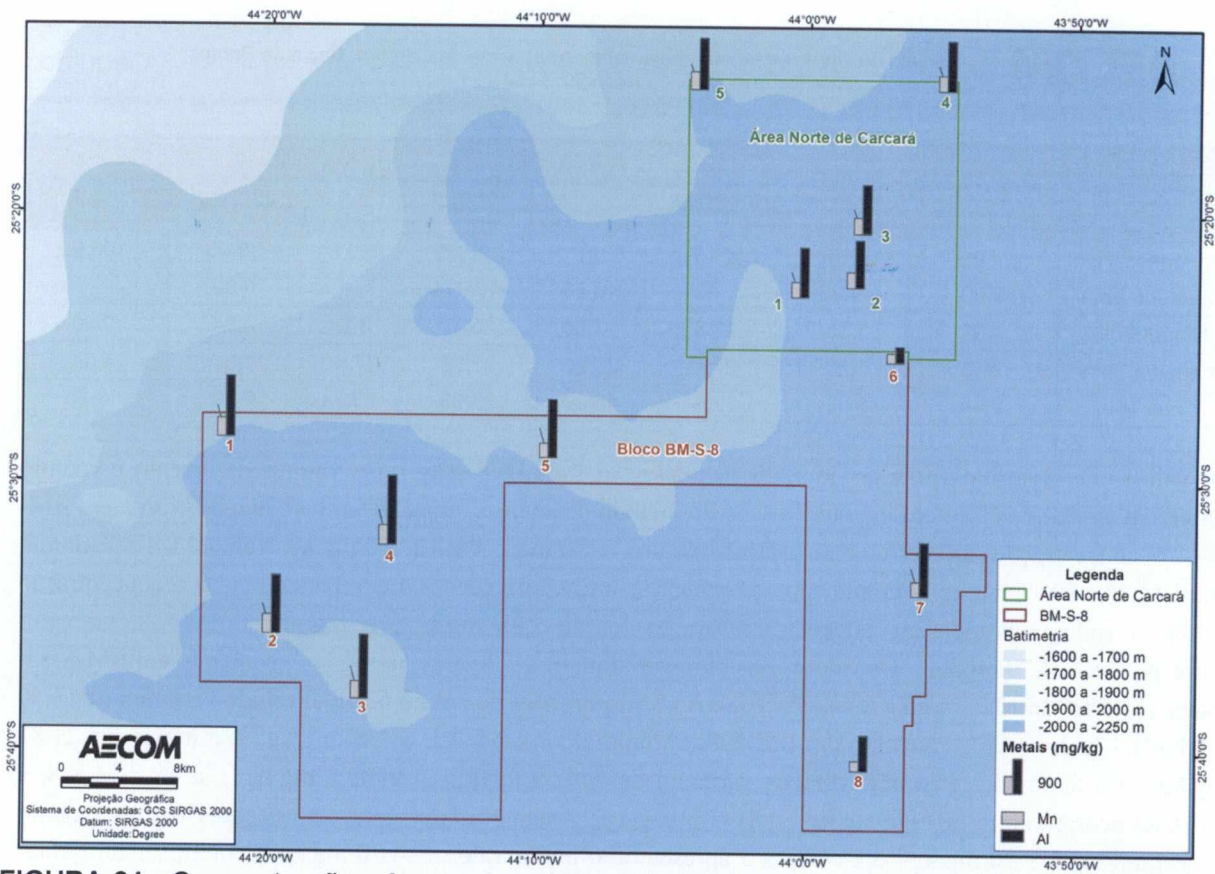 44°20'0"W 44°10'0"W 44°0'0"W 43°50'0"W
N
5
4
Área Norte de Carcará
25°20'0"S
25°20'0"S
3
1
2
6
1
5
Bloco BM-S-8
25°30'0"S
25°30'0"S
4
7
2
3
8
Legenda
Área Norte de Carcará
BM-S-8
Batimetria
-1600 a -1700 m
-1700 a -1800 m
-1800 a -1900 m
-1900 a -2000 m
-2000 a -2250 m
Metais (mg/kg)
900
Mn
Al
25°40'0"S
25°40'0"S
AECOM
0 4 8km
Projeção Geográfica
Sistema de Coordenadas: GCS SIRGAS 2000
Datum: SIRGAS 2000
Unidade:Degree
44°20'0"W 44°10'0"W 44°0'0"W 43°50'0"W